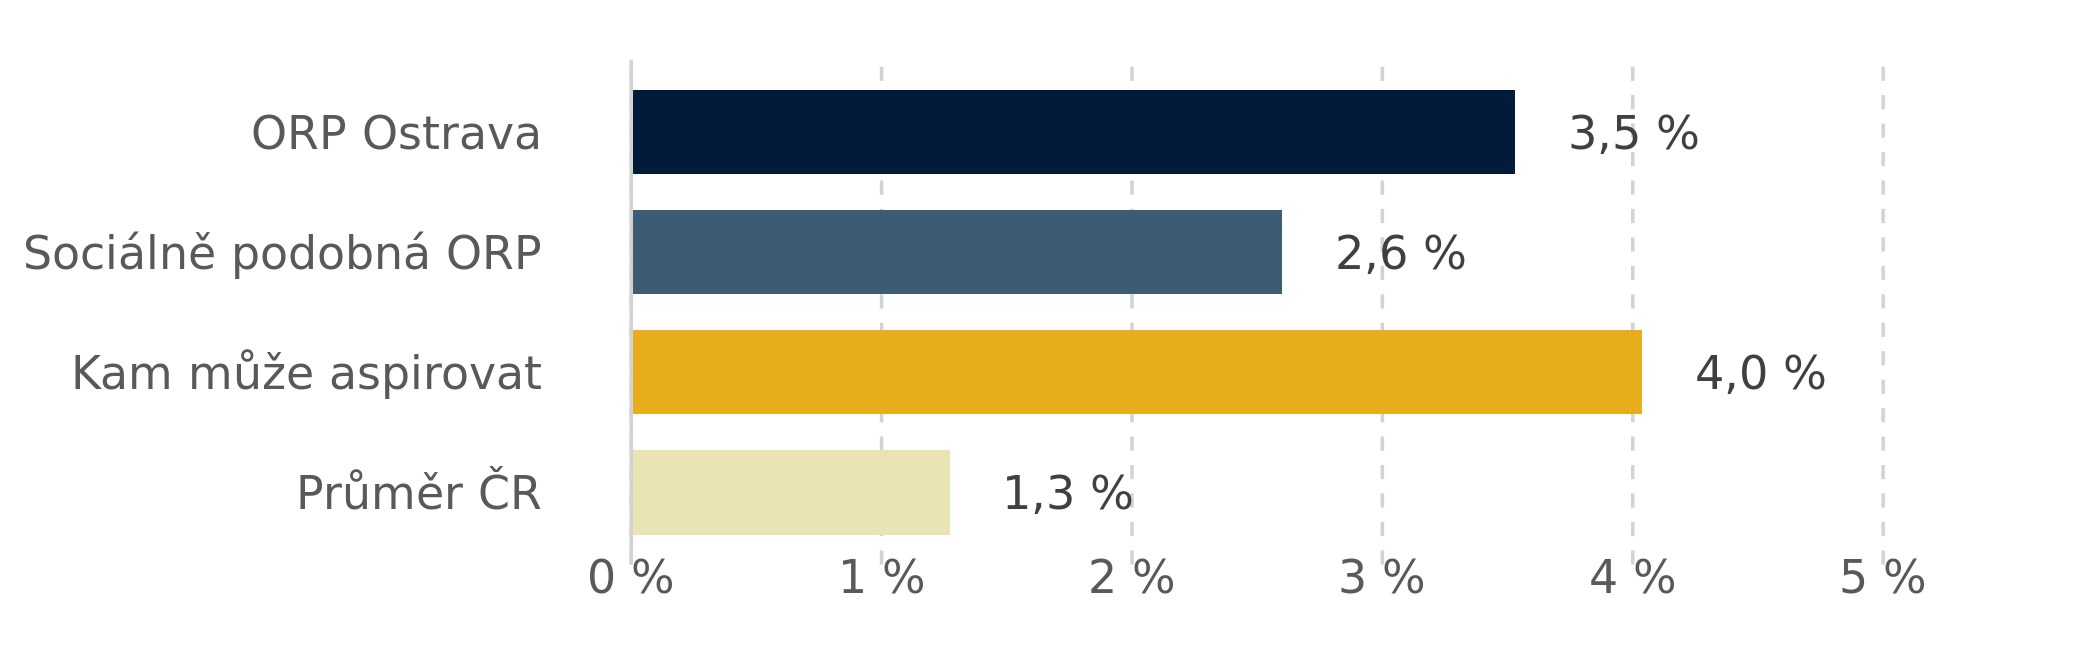 ORP Ostrava
3,5 %
Sociálně podobná ORP
2,6 %
Kam může aspirovat
4,0 %
Průměr ČR
1,3 %
0 %
1 %
2 %
3 %
4 %
5 %